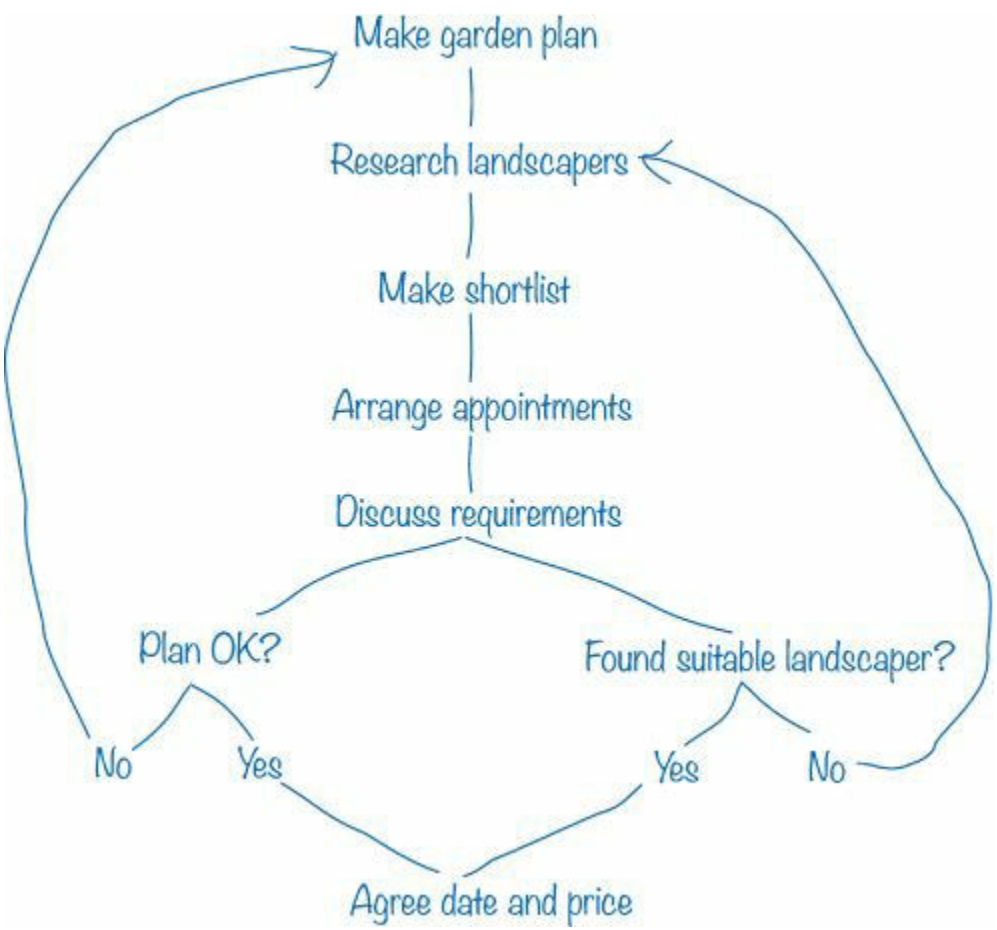 Make garden plan
Research landscapers
Make shortlist
Arrange appointments
Discuss requirements
Plan OK?
Found suitable landscaper?
No
Yes
Yes
No
Agree date and price